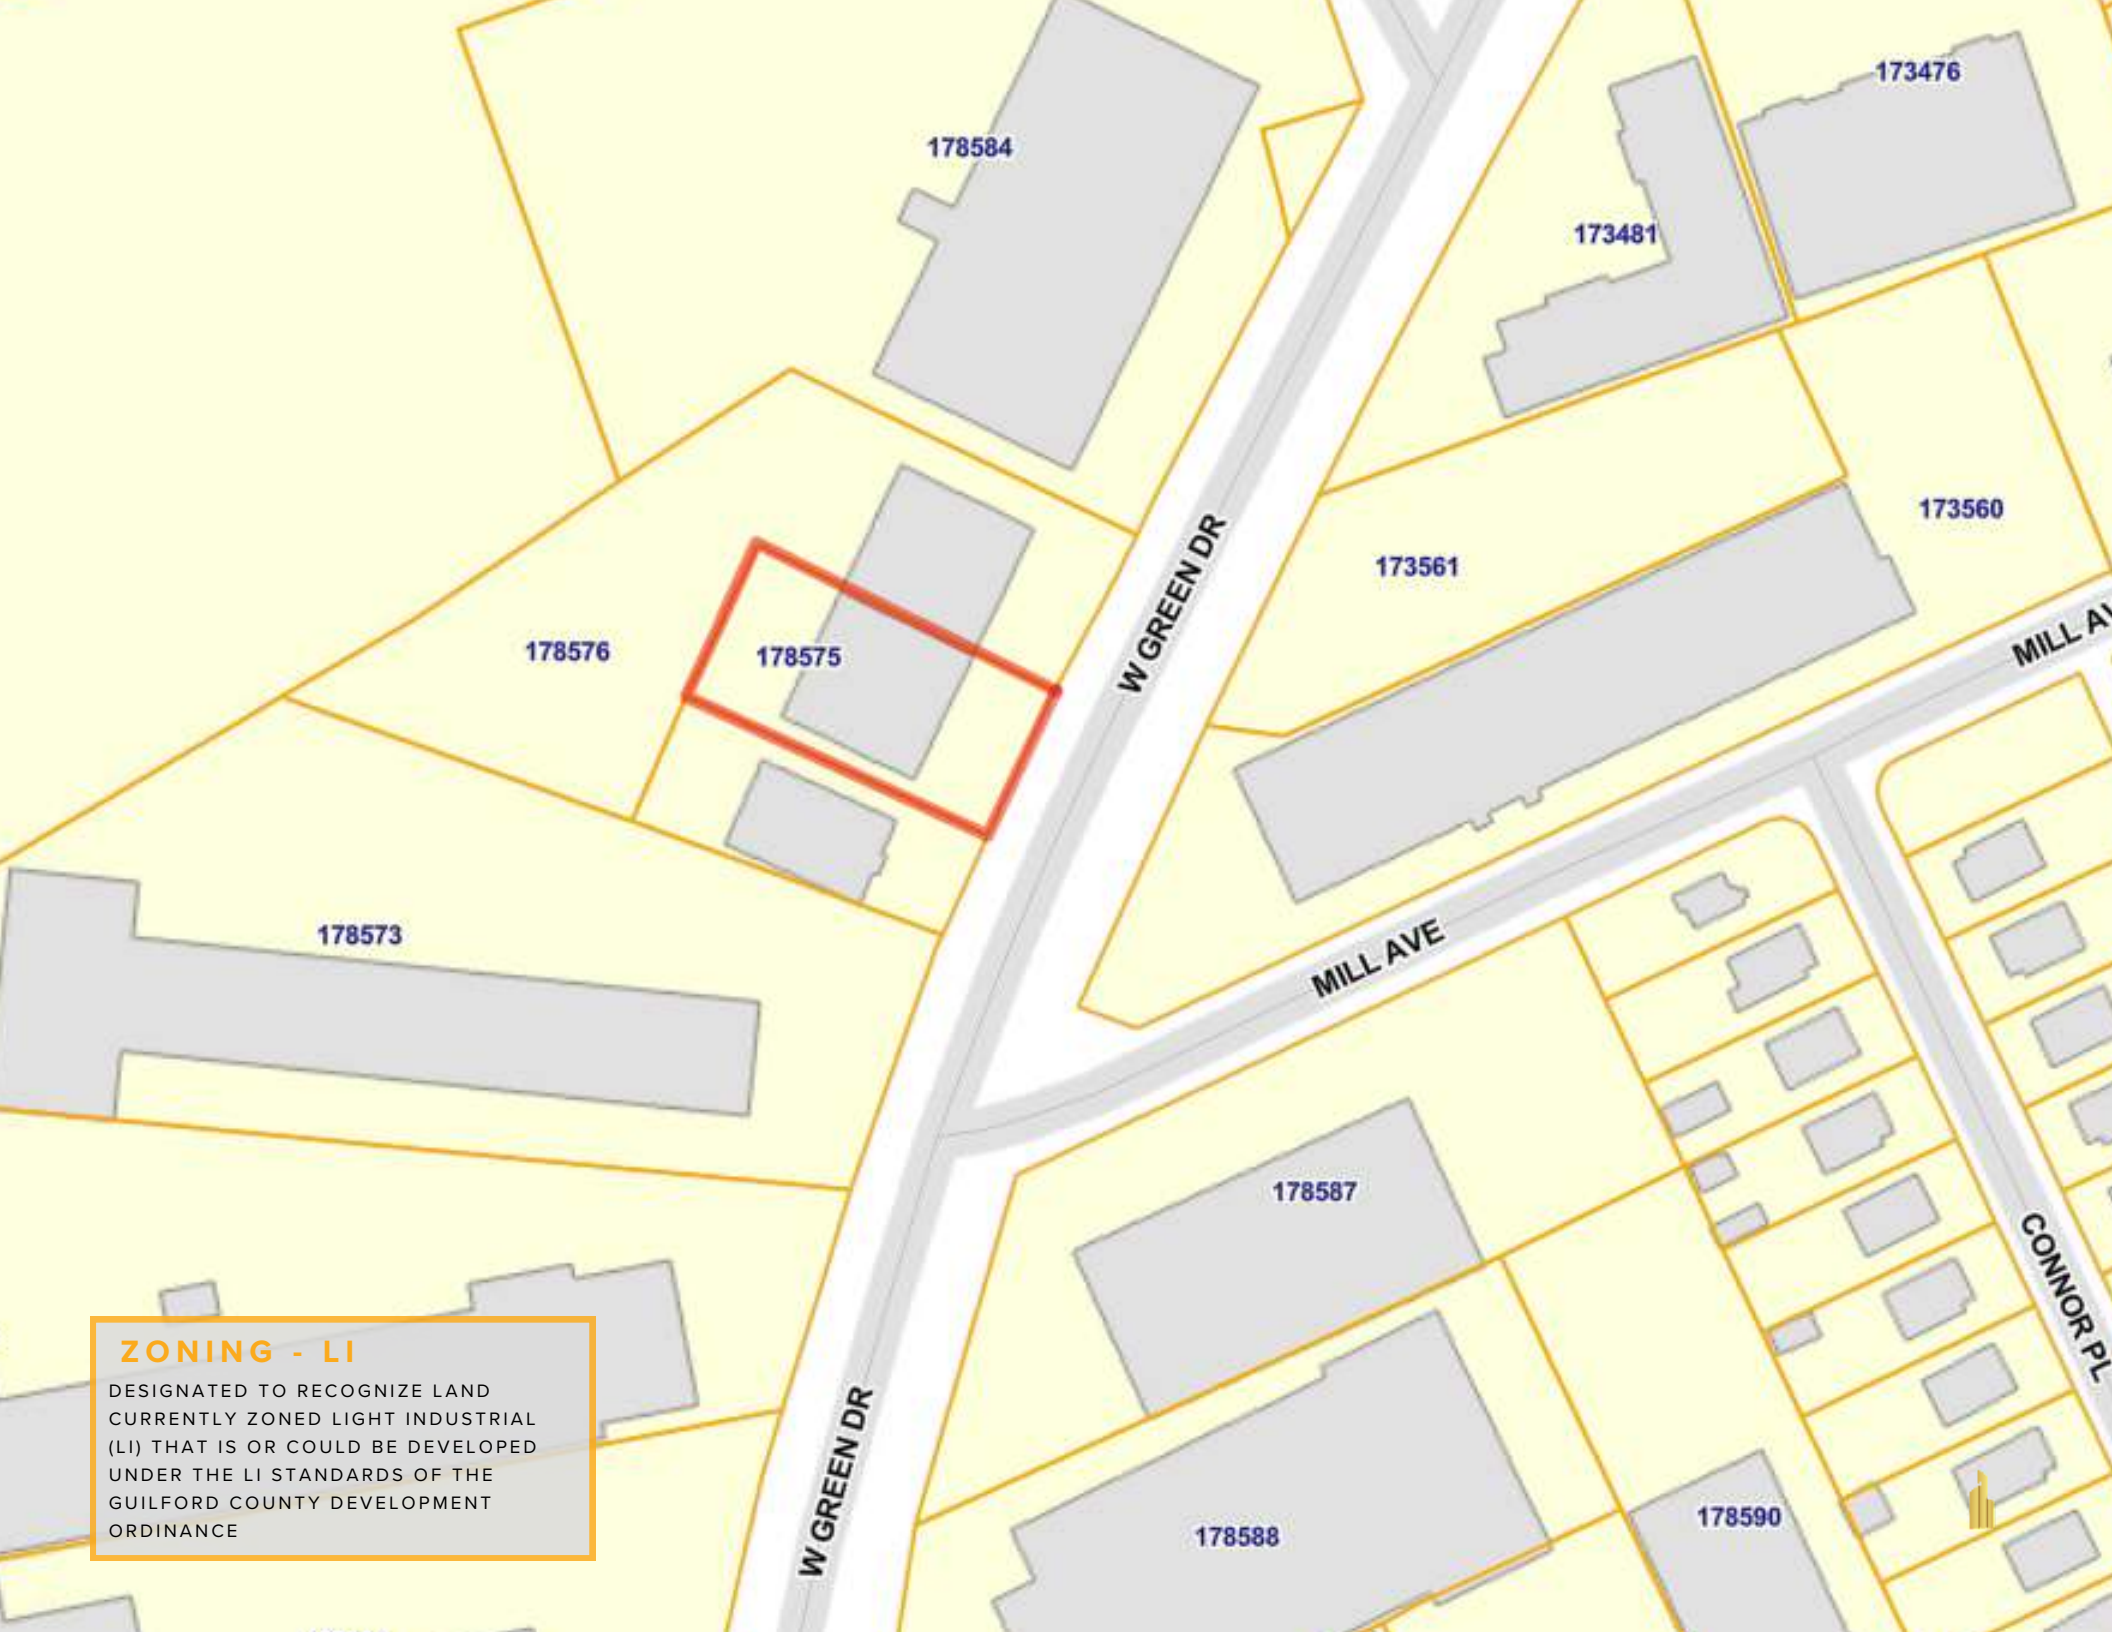 173476
178584
173481
173560
W GREEN DR
173561
MILL AV
178576
178575
178573
MILL AVE
178587
CONNOR PL
ZONING - LI
DESIGNATED TO RECOGNIZE LAND
CURRENTLY ZONED LIGHT INDUSTRIAL
(LI) THAT IS OR COULD BE DEVELOPED
UNDER THE LI STANDARDS OF THE
GUILFORD COUNTY DEVELOPMENT
ORDINANCE
W GREEN DR
178588
178590